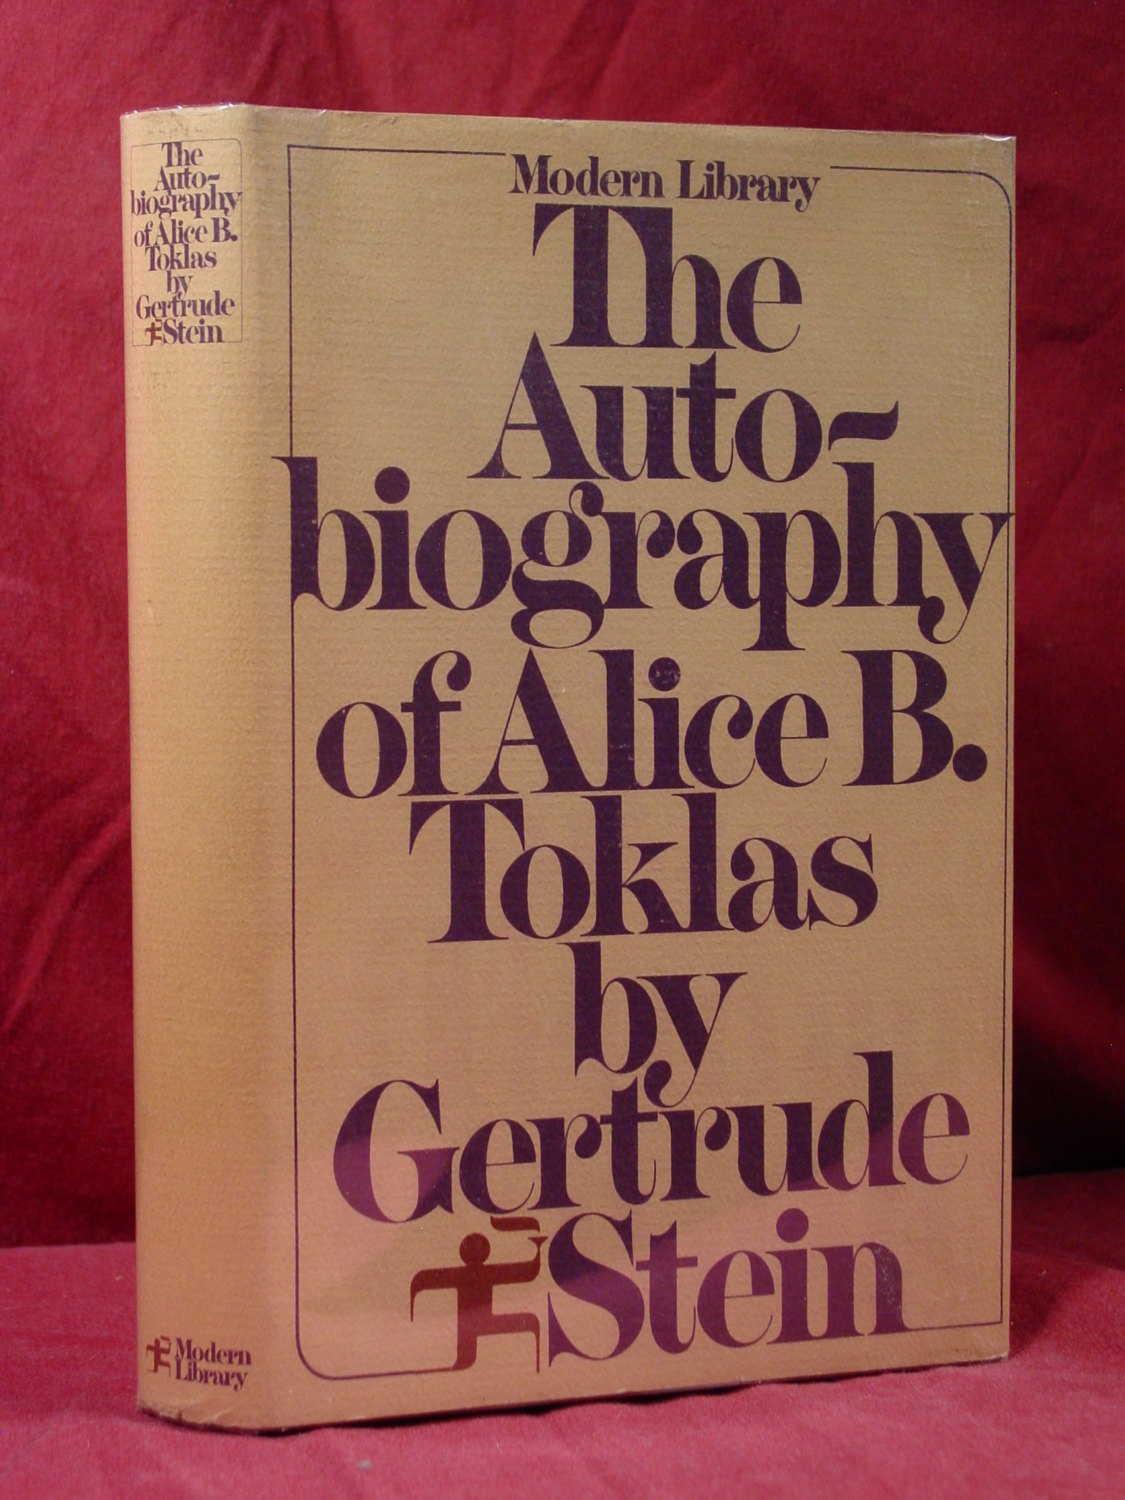 The
Auto-
biography
of Alice B.
Toklas
by
Gertrude
Stein
Modern
Library
Modern Library
The
Auto-
biography
of Alice B.
Toklas
by
Gertrude
Stein